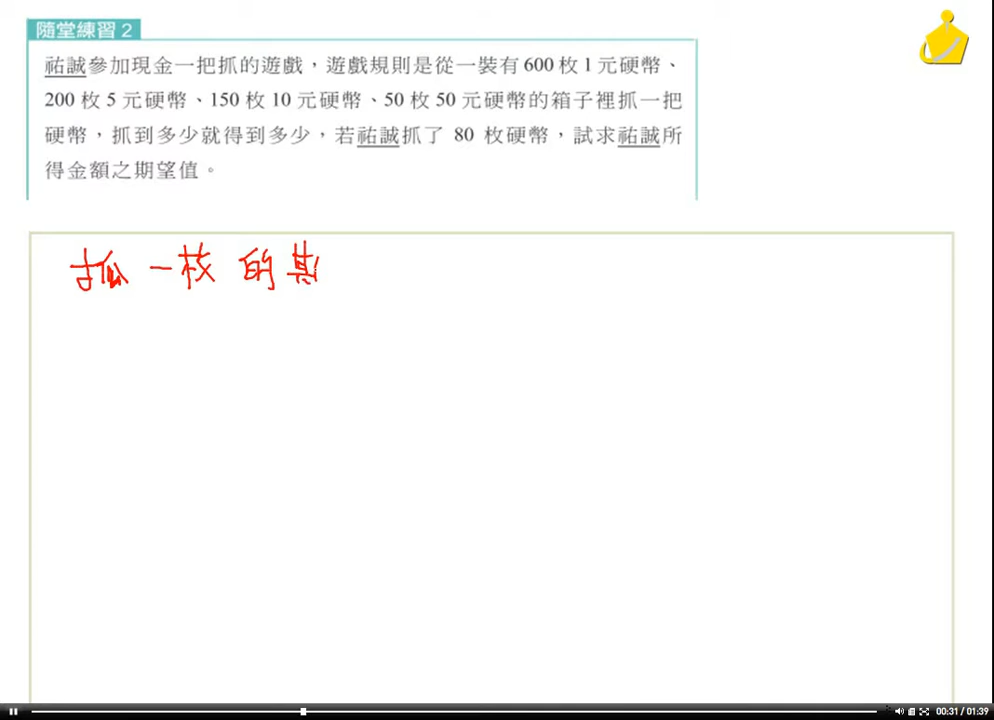 隨堂練習 2
祐誠參加現金一把抓的遊戲，遊戲規則是從一裝有 600 枚 1 元硬幣、
200 枚 5 元硬幣、150 枚 10 元硬幣、50 枚 50 元硬幣的箱子裡抓一把
硬幣，抓到多少就得到多少，若祐誠抓了 80 枚硬幣，試求祐誠所
得金額之期望值。
抓一枚 的
00:31 / 01:39